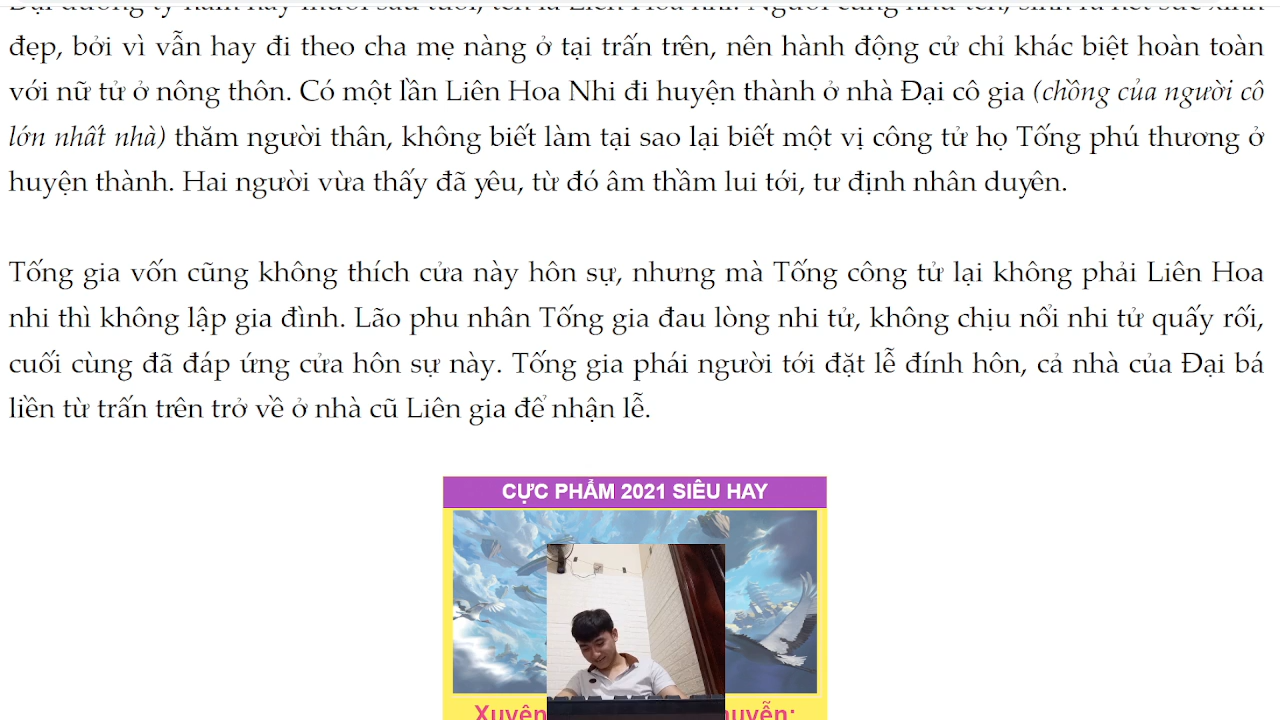 đẹp, bởi vì vẫn hay đi theo cha mẹ nàng ở tại trấn trên, nên hành động cử chỉ khác biệt hoàn toàn
với nữ tử ở nông thôn. Có một lần Liên Hoa Nhi đi huyện thành ở nhà Đại cô gia (chồng của người cô
lớn nhất nhà) thăm người thân, không biết làm tại sao lại biết một vị công tử họ Tống phú thương ở
huyện thành. Hai người vừa thấy đã yêu, từ đó âm thầm lui tới, tư định nhân duyên.
Tống gia vốn cũng không thích cửa này hôn sự, nhưng mà Tống công tử lại không phải Liên Hoa
nhi thì không lập gia đình. Lão phu nhân Tống gia đau lòng nhi tử, không chịu nổi nhi tử quấy rối,
cuối cùng đã đáp ứng cửa hôn sự này. Tống gia phái người tới đặt lễ đính hôn, cả nhà của Đại bá
liền từ trấn trên trở về ở nhà cũ Liên gia để nhận lễ.
CỰC PHẨM 2021 SIÊU HAY
Xuyên